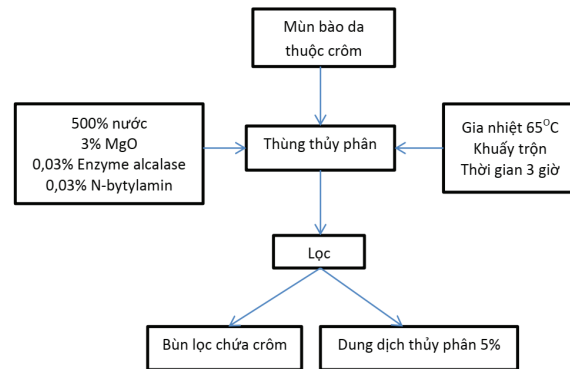 Mùn bào da
thuộc crôm
500% nước
3% MgO
0,03% Enzyme alcalase
0,03% N-bytylamin
Thùng thủy phân
Gia nhiệt 65°C
Khuấy trộn
Thời gian 3 giờ
Lọc
Bùn lọc chứa crôm
Dung dịch thủy phân 5%